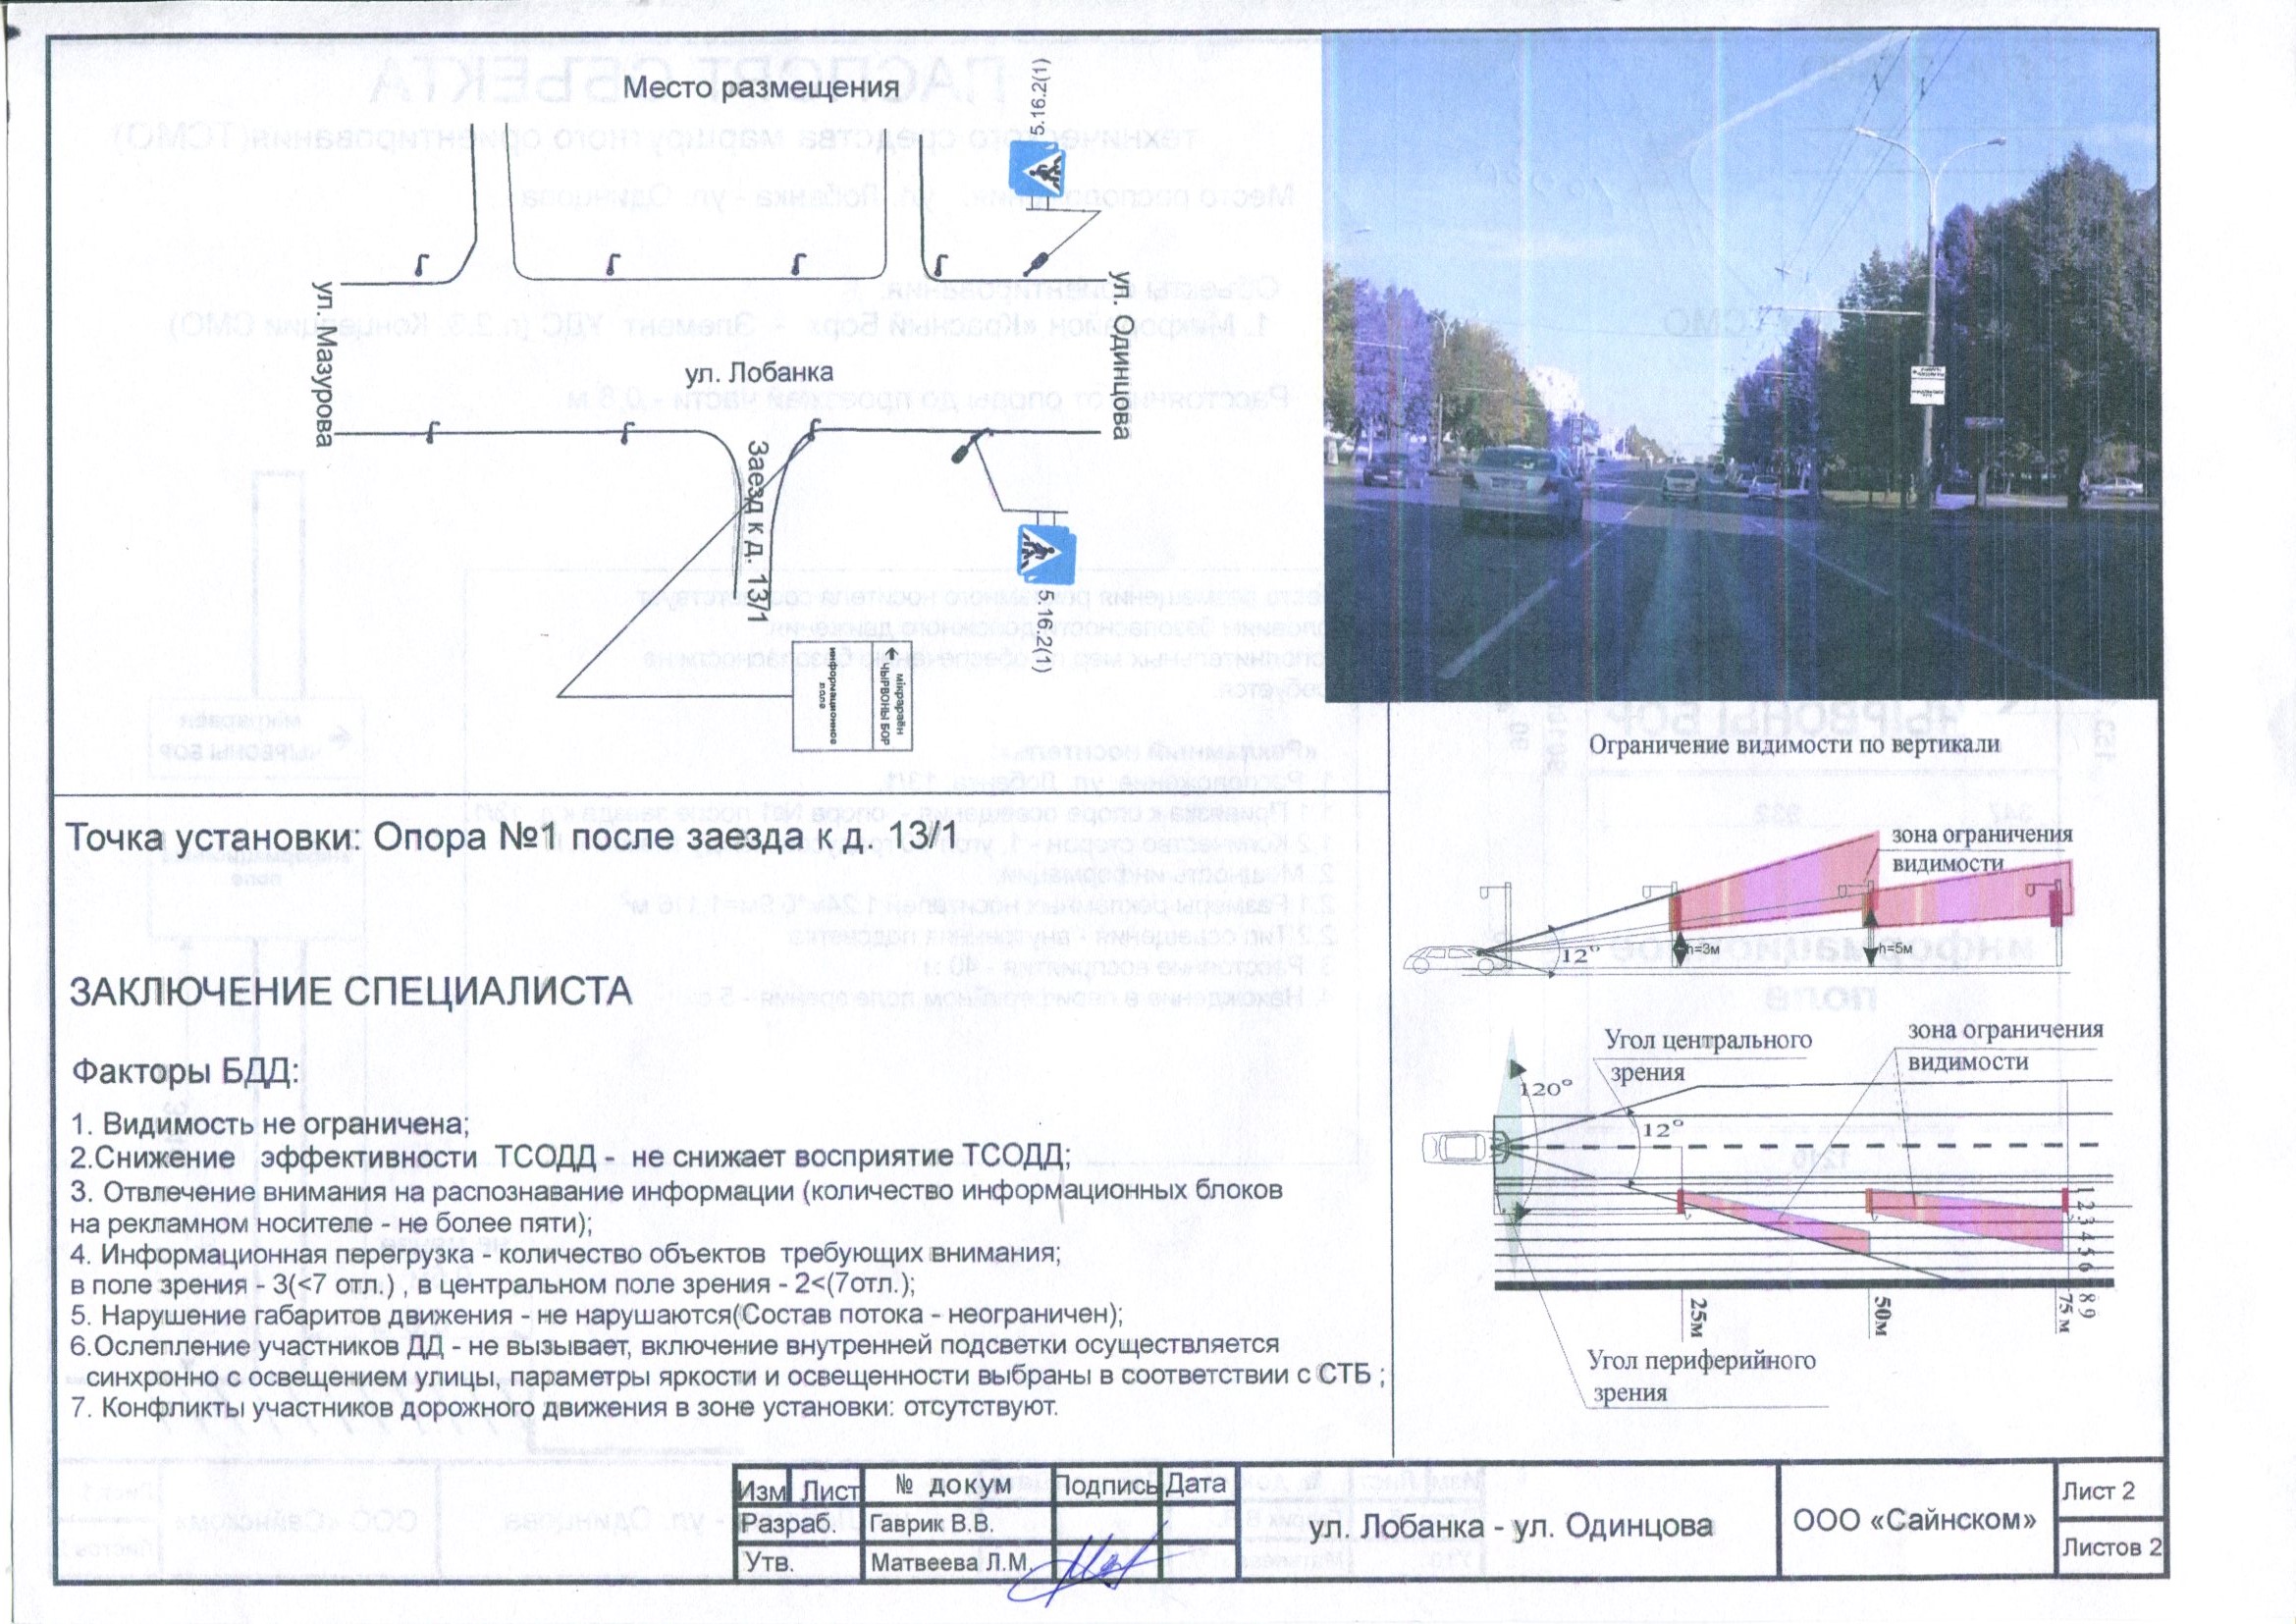 Место размещения
5.16.2(1)
ул. Мазурова
ул. Одинцова
ул. Лобанка
Заезд к д. 13/1
5.16.2(1)
мікрараён
← ЧЫРВОНЫ БОР
информационное
поле
Точка установки: Опора №1 после заезда к д. 13/1
ЗАКЛЮЧЕНИЕ СПЕЦИАЛИСТА
Факторы БДД:
1. Видимость не ограничена;
2.Снижение эффективности ТСОДД - не снижает восприятие ТСОДД;
3. Отвлечение внимания на распознавание информации (количество информационных блоков
на рекламном носителе - не более пяти);
4. Информационная перегрузка - количество объектов требующих внимания;
в поле зрения - 3(<7 отл.) , в центральном поле зрения - 2<(7отл.);
5. Нарушение габаритов движения - не нарушаются(Состав потока - неограничен);
6.Ослепление участников ДД - не вызывает, включение внутренней подсветки осуществляется
синхронно с освещением улицы, параметры яркости и освещенности выбраны в соответствии с СТБ ;
7. Конфликты участников дорожного движения в зоне установки: отсутствуют.
Ограничение видимости по вертикали
зона ограничения
видимости
12°
h=3м
h=5м
Угол центрального
зрения
зона ограничения
видимости
120°
12°
1 2 3 4 5 6 7 8 9
25м
50м
75 м
Угол периферийного
зрения
Изм Лист № докум Подпись Дата
Разраб. Гаврик В.В.
Утв. Матвеева Л.М.
ул. Лобанка - ул. Одинцова
ООО «Сайнском»
Лист 2
Листов 2